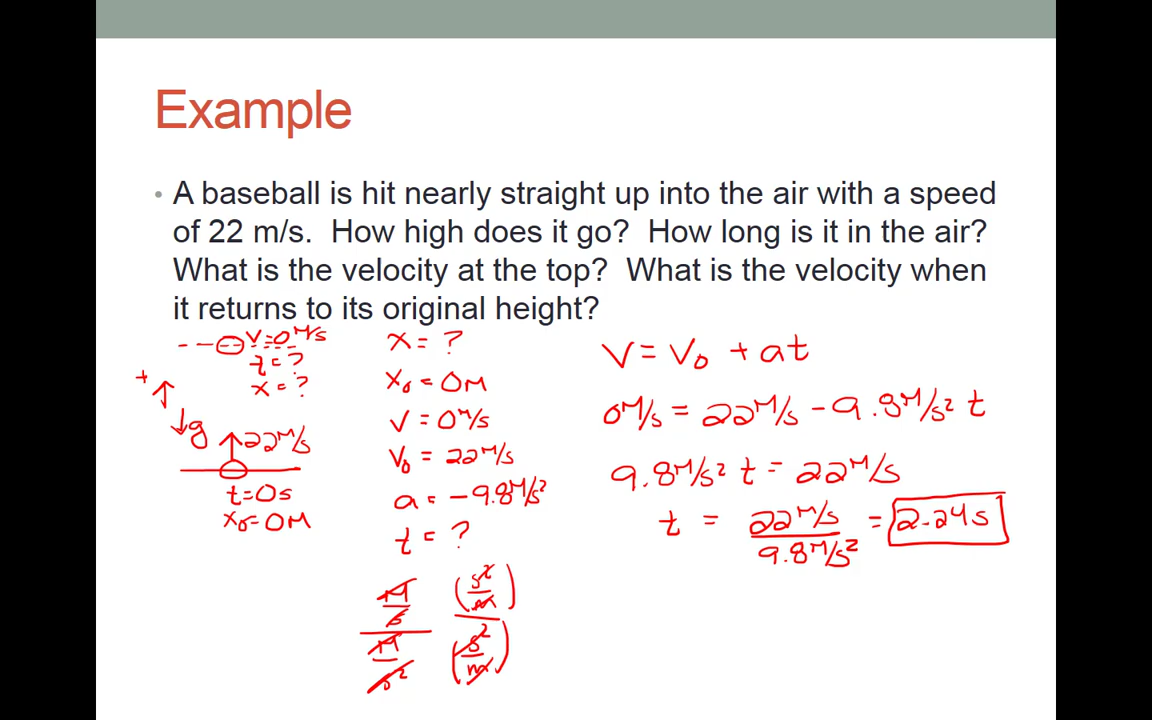 Example
• A baseball is hit nearly straight up into the air with a speed
of 22 m/s. How high does it go? How long is it in the air?
What is the velocity at the top? What is the velocity when
it returns to its original height?
V=0M/s
t=?
x=?
+
g
22M/s
t=0s
x₀=0M
x=?
x₀=0M
V=0M/s
V₀=22M/s
a=-9.8M/s²
t=?
M/s (s²/m)
M/s² (s²/m)
V=V₀+at
0M/s=22M/s-9.8M/s² t
9.8M/s² t=22M/s
t = 22M/s / 9.8M/s² = 2.24s